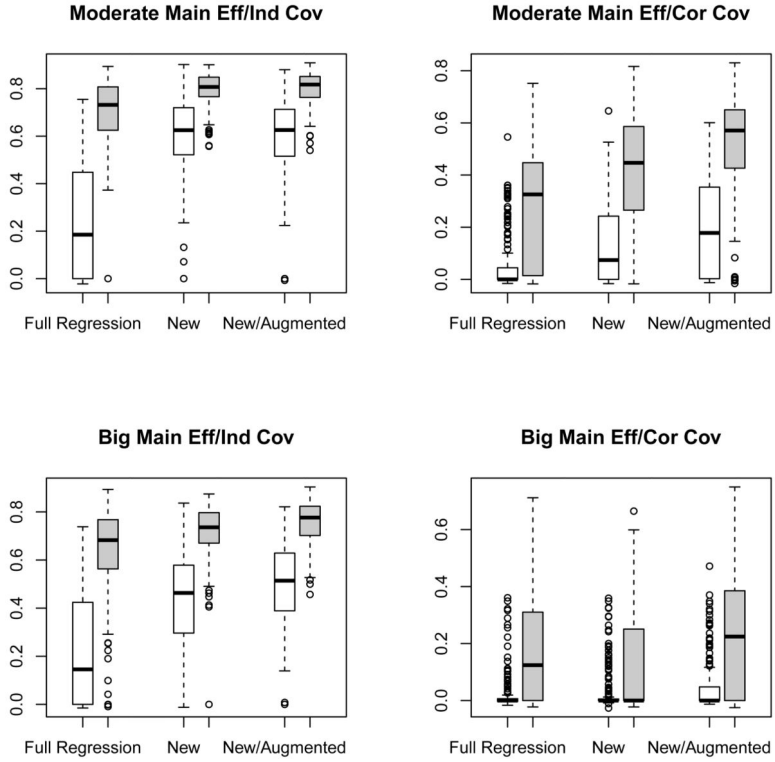 Moderate Main Eff/Ind Cov
0.8
0.6
0.4
0.2
0.0
Full Regression New New/Augmented
Moderate Main Eff/Cor Cov
0.8
0.6
0.4
0.2
0.0
Full Regression New New/Augmented
Big Main Eff/Ind Cov
0.8
0.6
0.4
0.2
0.0
Full Regression New New/Augmented
Big Main Eff/Cor Cov
0.6
0.4
0.2
0.0
Full Regression New New/Augmented